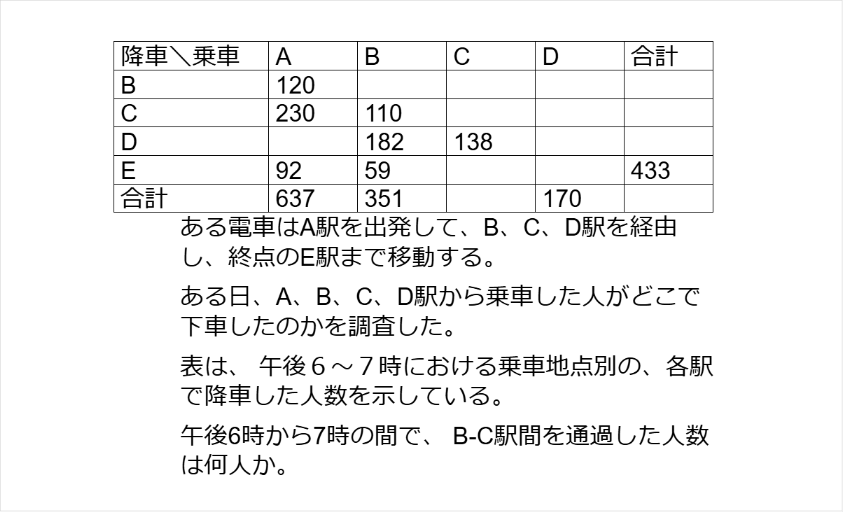 降車＼乗車 A B C D 合計
B 120
C 230 110
D 182 138
E 92 59 433
合計 637 351 170
ある電車はA駅を出発して、B、C、D駅を経由
し、終点のE駅まで移動する。
ある日、A、B、C、D駅から乗車した人がどこで
下車したのかを調査した。
表は、 午後６～７時における乗車地点別の、各駅
で降車した人数を示している。
午後6時から7時の間で、 B-C駅間を通過した人数
は何人か。